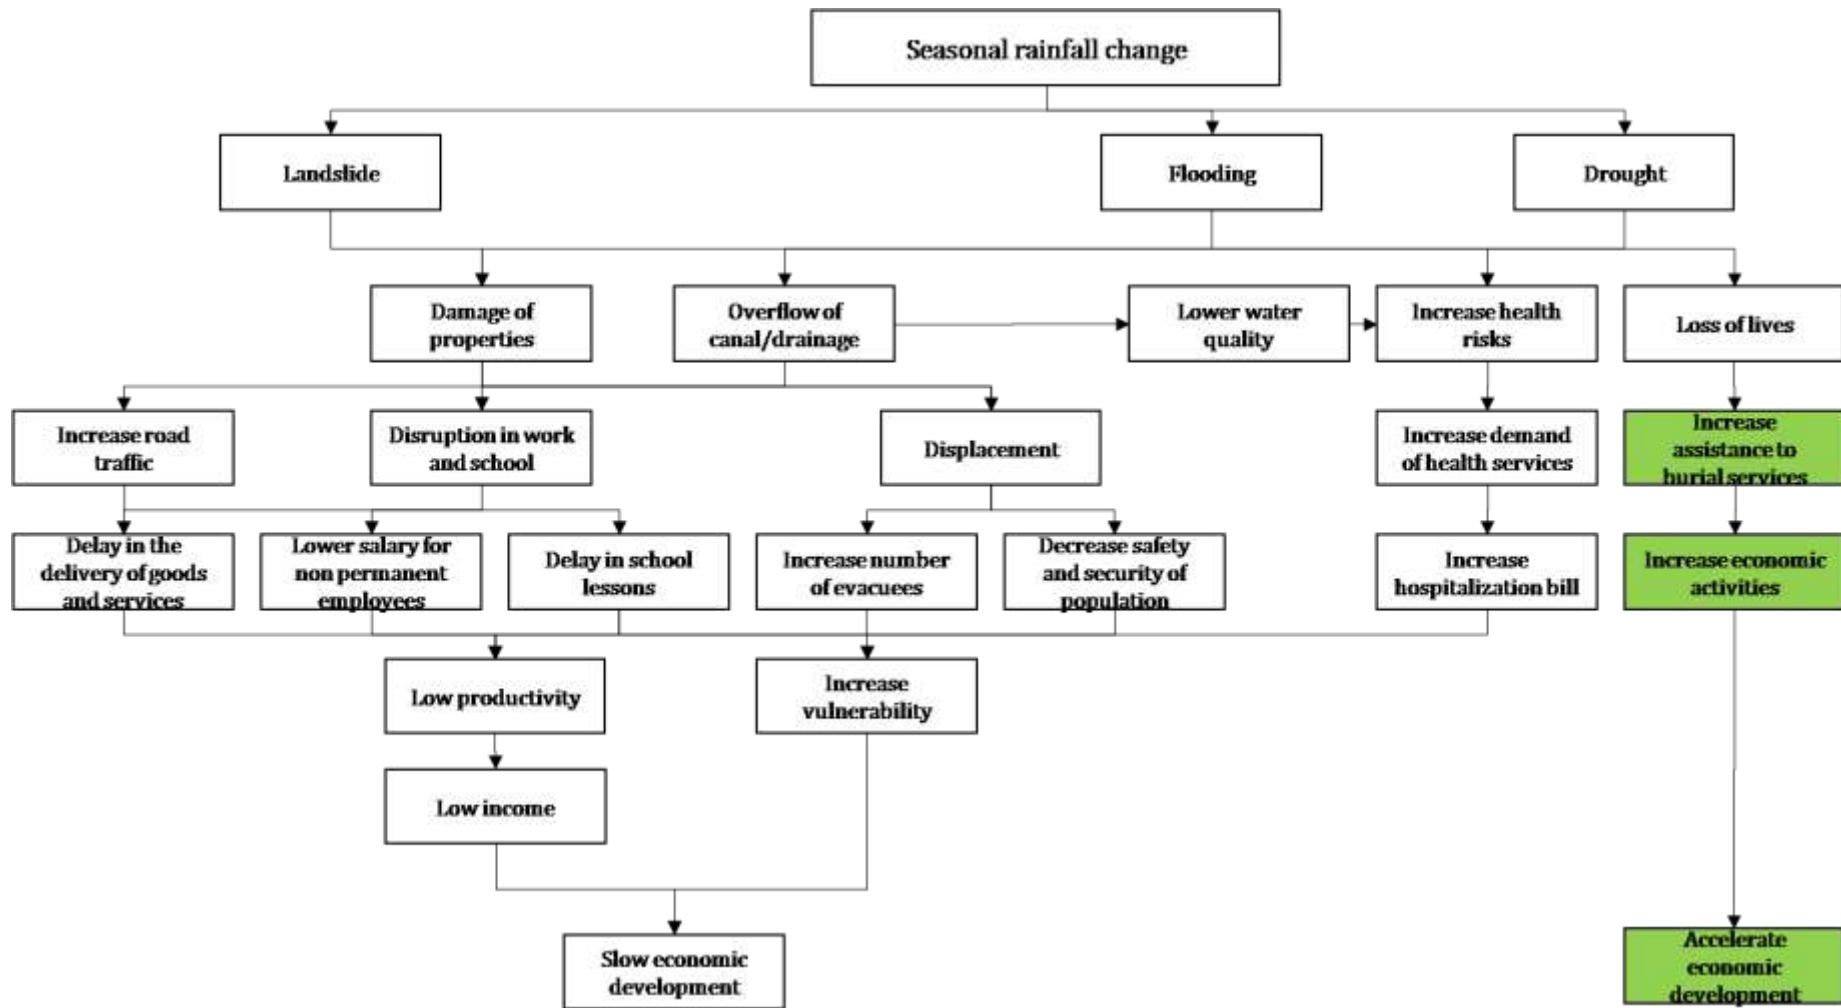 Seasonal rainfall change
Landslide
Flooding
Drought
Damage of
properties
Overflow of
canal/drainage
Lower water
quality
Increase health
risks
Loss of lives
Increase road
traffic
Disruption in work
and school
Displacement
Increase demand
of health services
Increase
assistance to
burial services
Delay in the
delivery of goods
and services
Lower salary for
non permanent
employees
Delay in school
lessons
Increase number
of evacuees
Decrease safety
and security of
population
Increase
hospitalization bill
Increase economic
activities
Low productivity
Increase
vulnerability
Low income
Slow economic
development
Accelerate
economic
development